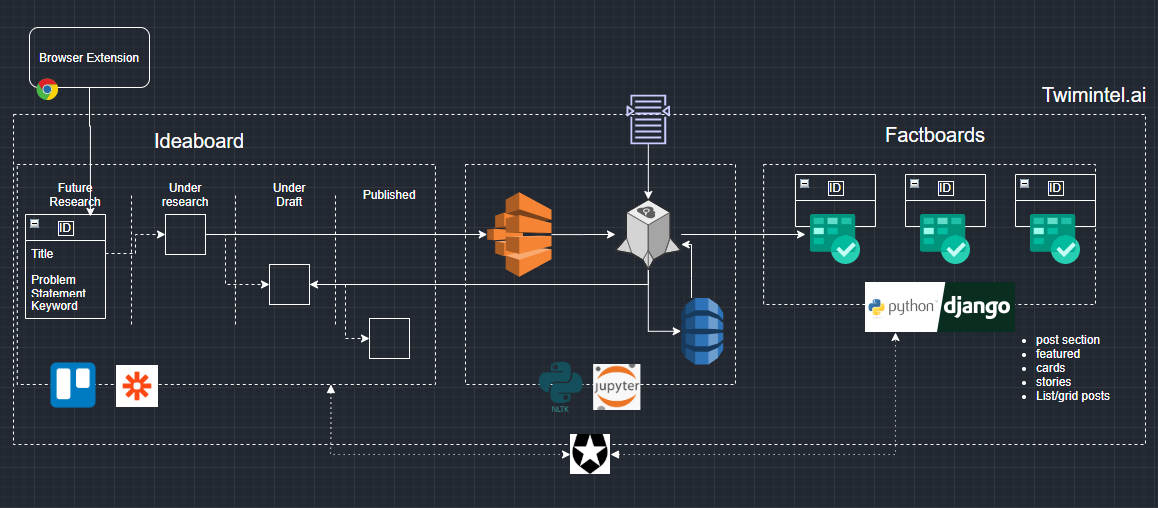 Browser Extension
Twimintel.ai
Ideaboard
Factboards
Future
Research
Under
research
Under
Draft
Published
ID
Title
Problem
Statement
Keyword
ID
ID
ID
python
django
post section
featured
cards
stories
List/grid posts
NLTK
jupyter